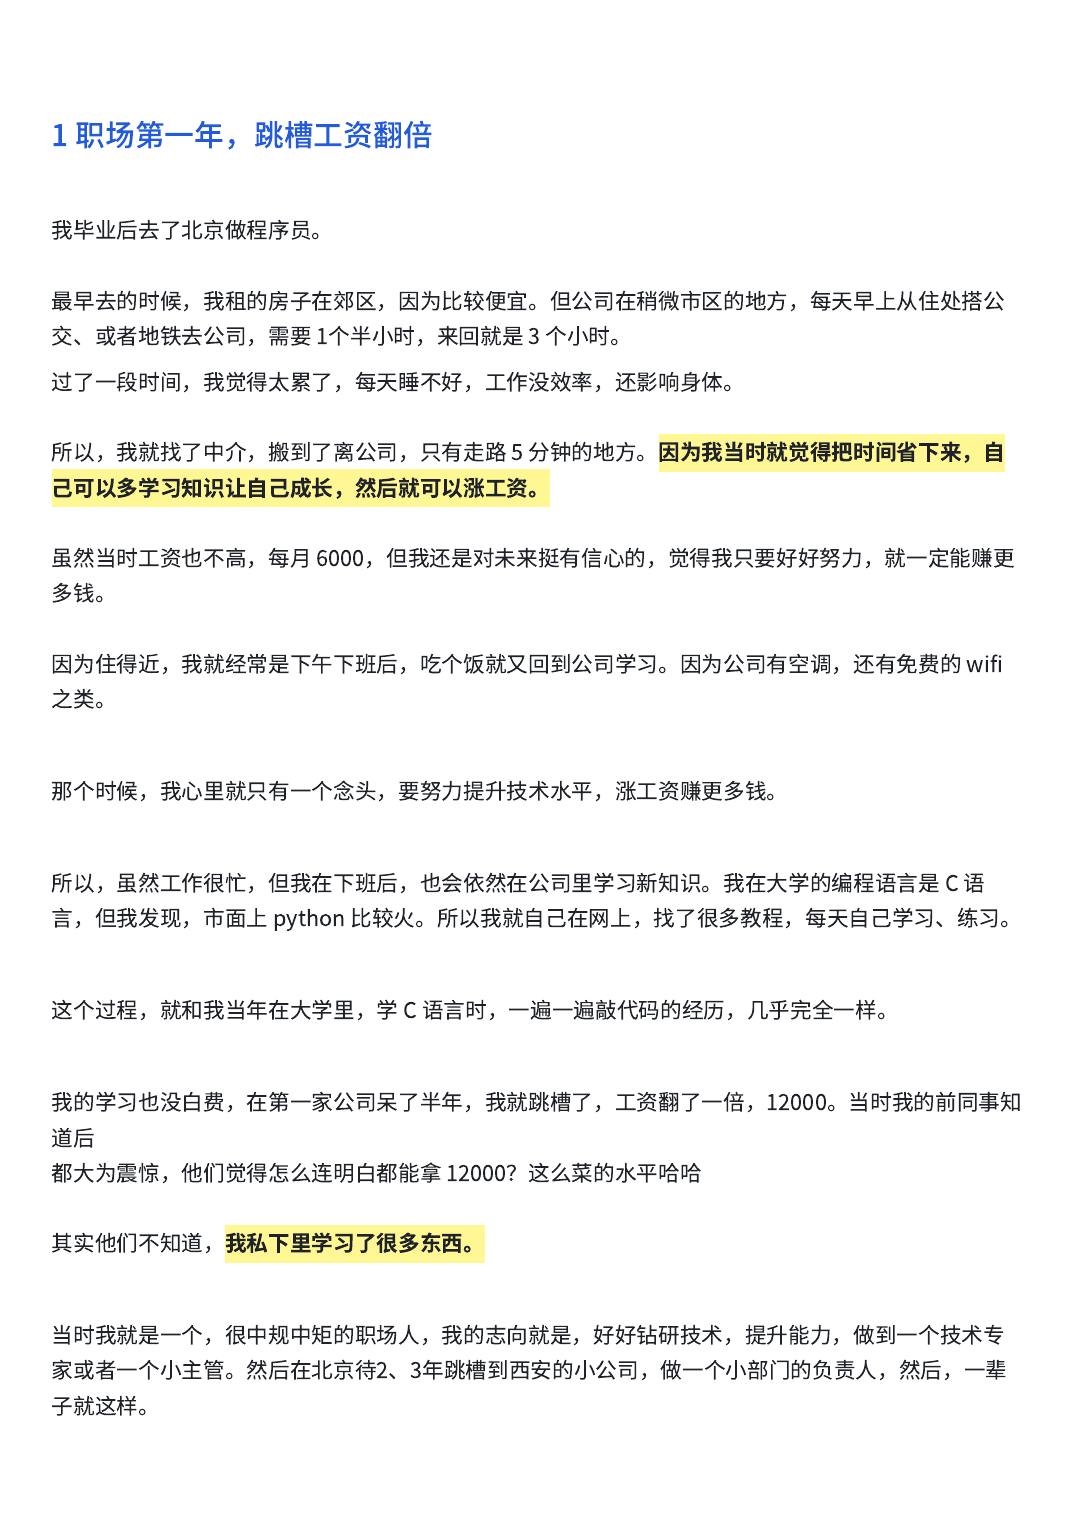 1 职场第一年，跳槽工资翻倍
我毕业后去了北京做程序员。
最早去的时候，我租的房子在郊区，因为比较便宜。但公司在稍微市区的地方，每天早上从住处搭公
交、或者地铁去公司，需要 1个半小时，来回就是 3 个小时。
过了一段时间，我觉得太累了，每天睡不好，工作没效率，还影响身体。
所以，我就找了中介，搬到了离公司，只有走路 5 分钟的地方。因为我当时就觉得把时间省下来，自
己可以多学习知识让自己成长，然后就可以涨工资。
虽然当时工资也不高，每月 6000，但我还是对未来挺有信心的，觉得我只要好好努力，就一定能赚更
多钱。
因为住得近，我就经常是下午下班后，吃个饭就又回到公司学习。因为公司有空调，还有免费的 wifi
之类。
那个时候，我心里就只有一个念头，要努力提升技术水平，涨工资赚更多钱。
所以，虽然工作很忙，但我在下班后，也会依然在公司里学习新知识。我在大学的编程语言是 C 语
言，但我发现，市面上 python 比较火。所以我就自己在网上，找了很多教程，每天自己学习、练习。
这个过程，就和我当年在大学里，学 C 语言时，一遍一遍敲代码的经历，几乎完全一样。
我的学习也没白费，在第一家公司呆了半年，我就跳槽了，工资翻了一倍，12000。当时我的前同事知
道后
都大为震惊，他们觉得怎么连明白都能拿 12000？这么菜的水平哈哈
其实他们不知道，我私下里学习了很多东西。
当时我就是一个，很中规中矩的职场人，我的志向就是，好好钻研技术，提升能力，做到一个技术专
家或者一个小主管。然后在北京待2、3年跳槽到西安的小公司，做一个小部门的负责人，然后，一辈
子就这样。